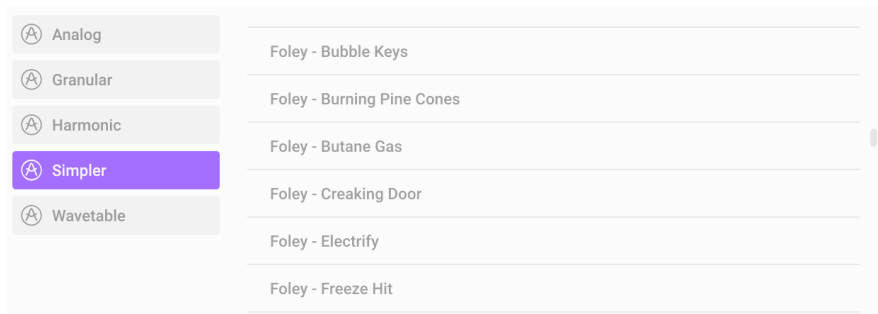 Analog
Granular
Harmonic
Simpler
Wavetable
Foley - Bubble Keys
Foley - Burning Pine Cones
Foley - Butane Gas
Foley - Creaking Door
Foley - Electrify
Foley - Freeze Hit